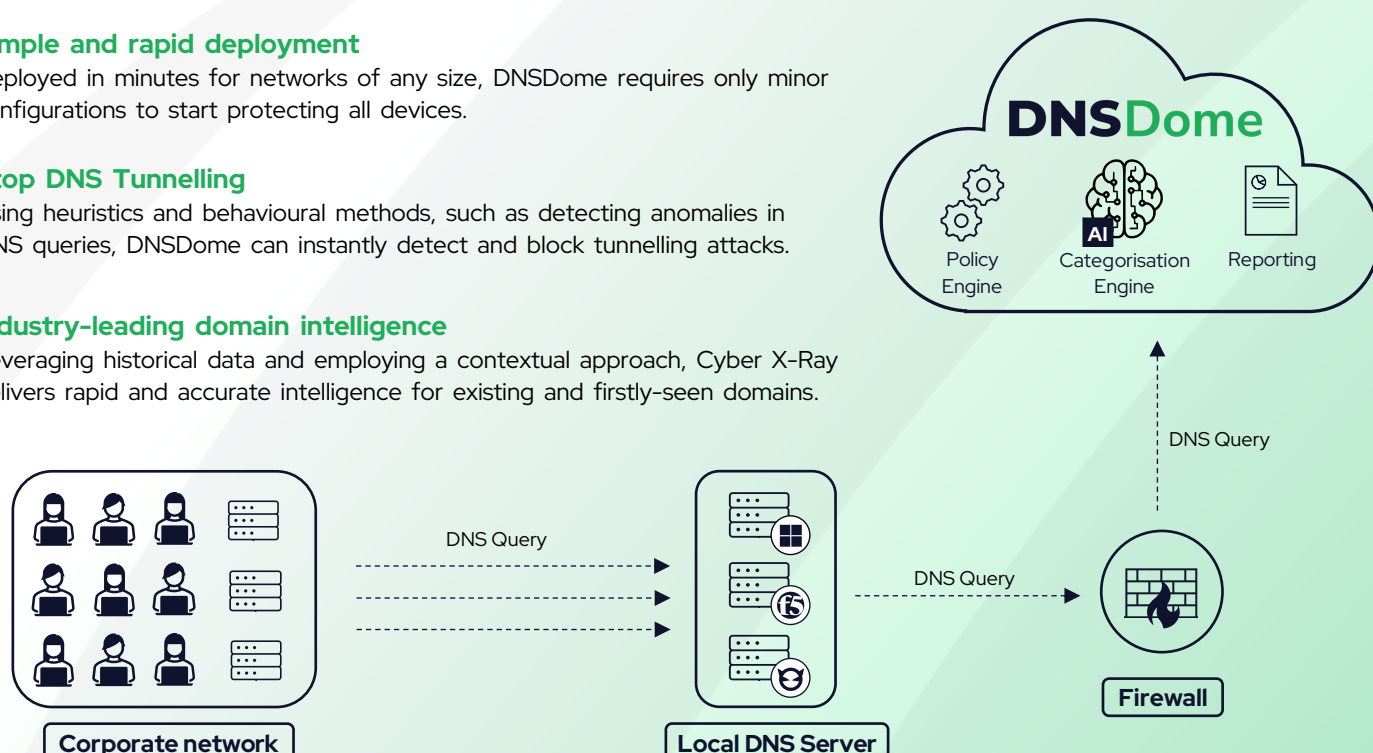 mple and rapid deployment
eployed in minutes for networks of any size, DNSDome requires only minor
nfigurations to start protecting all devices.
top DNS Tunnelling
sing heuristics and behavioural methods, such as detecting anomalies in
NS queries, DNSDome can instantly detect and block tunnelling attacks.
dustry-leading domain intelligence
everaging historical data and employing a contextual approach, Cyber X-Ray
livers rapid and accurate intelligence for existing and firstly-seen domains.
DNSDome
AI
Policy
Engine
Categorisation
Engine
Reporting
DNS Query
DNS Query
DNS Query
f5
Firewall
Corporate network
Local DNS Server